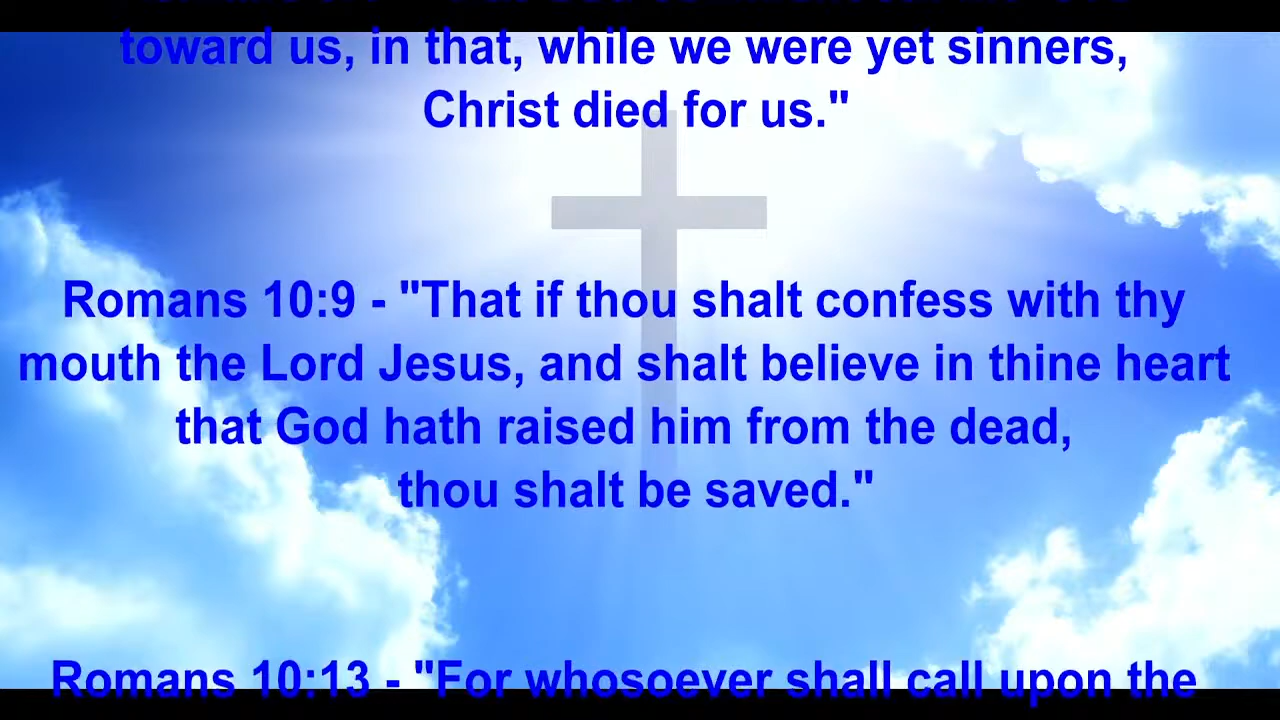 toward us, in that, while we were yet sinners,
Christ died for us."
Romans 10:9 - "That if thou shalt confess with thy
mouth the Lord Jesus, and shalt believe in thine heart
that God hath raised him from the dead,
thou shalt be saved."
Romans 10:13 - "For whosoever shall call upon the